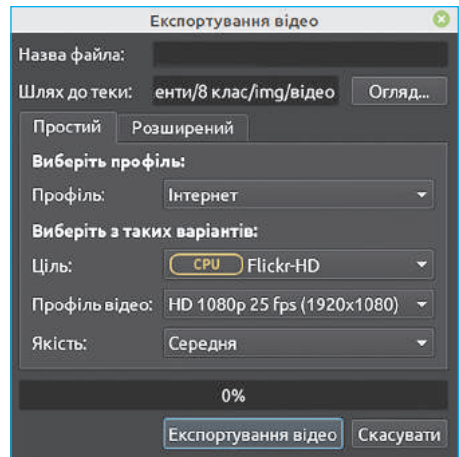 Експортування відео
Назва файла:
Шлях до теки: енти/8 клас/img/відео Огляд...
Простий Розширений
Виберіть профіль:
Профіль: Інтернет
Виберіть з таких варіантів:
Ціль: CPU Flickr-HD
Профіль відео: HD 1080p 25 fps (1920x1080)
Якість: Середня
0%
Експортування відео Скасувати